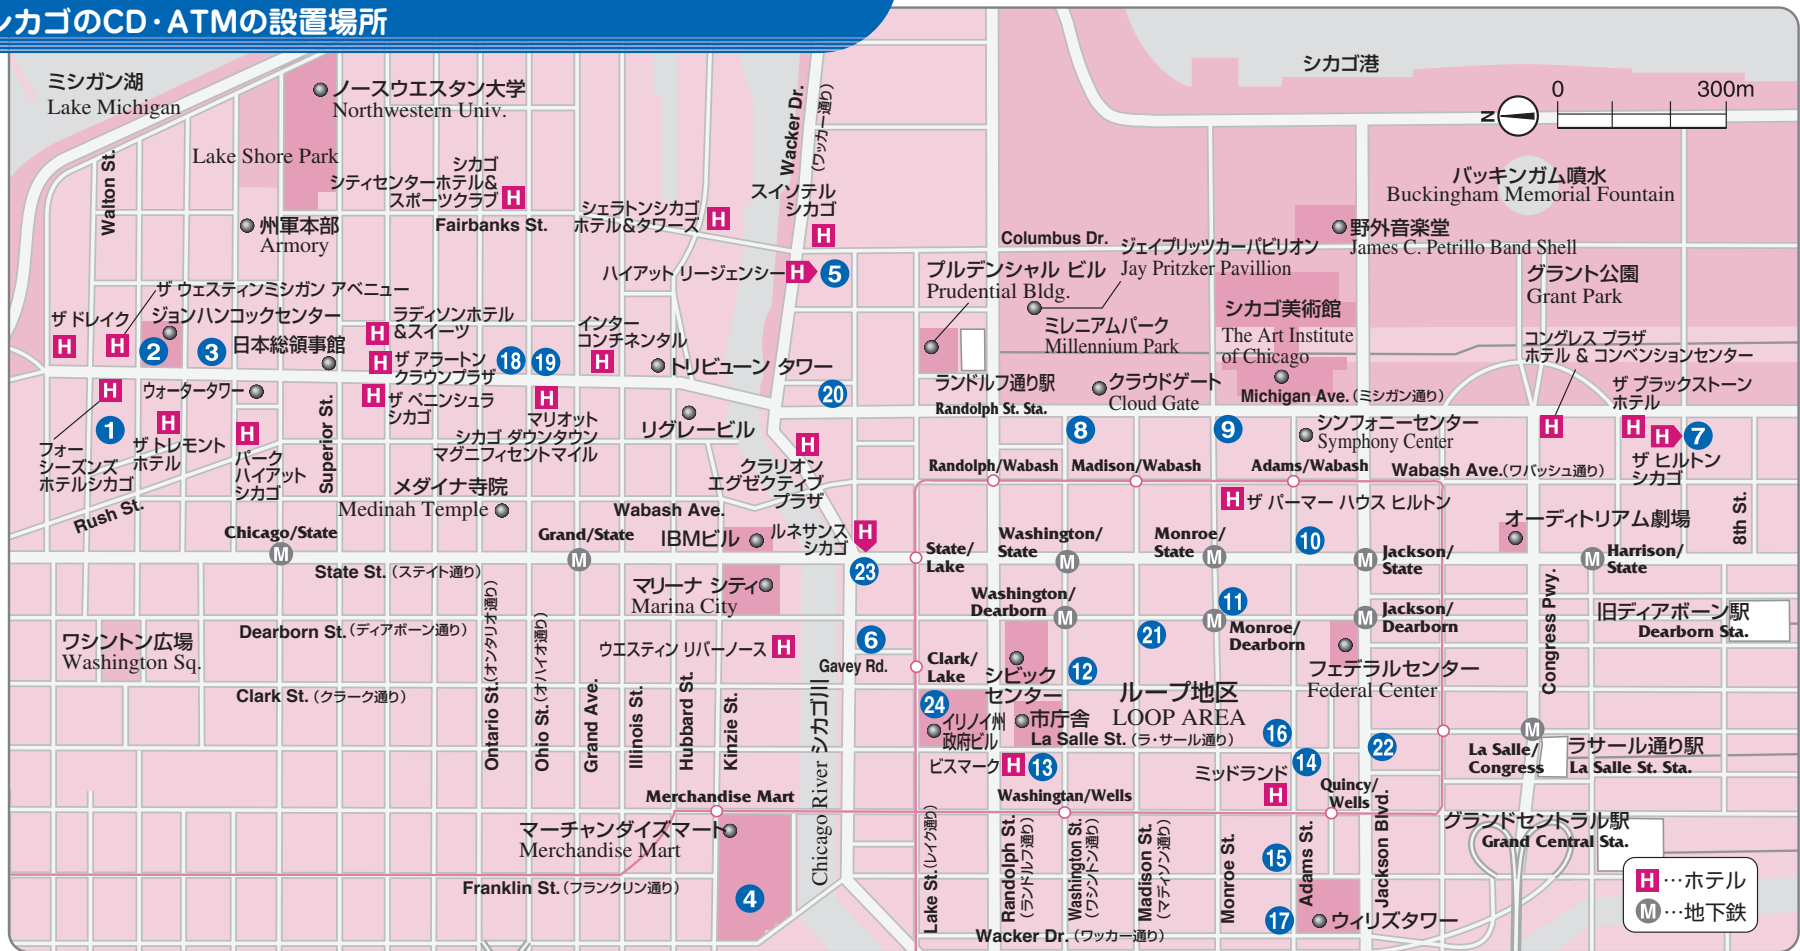 シカゴのCD・ATMの設置場所
ミシガン湖
Lake Michigan
ノースウエスタン大学
Northwestern Univ.
Lake Shore Park
Walton St.
Wacker Dr.
(ワッカー通り)
シカゴ港
N
0 300m
シカゴ
シティセンターホテル&
スポーツクラブ
H
Fairbanks St.
州軍本部
Armory
シェラトンシカゴ
ホテル&タワーズ
H
スイソテル
シカゴ
H
ハイアット リージェンシー
H
5
Columbus Dr.
ジェイプリッツカーパビリオン
Jay Pritzker Pavillion
プルデンシャル ビル
Prudential Bldg.
ミレニアムパーク
Millennium Park
バッキンガム噴水
Buckingham Memorial Fountain
野外音楽堂
James C. Petrillo Band Shell
グラント公園
Grant Park
シカゴ美術館
The Art Institute
of Chicago
ザ ウェスティンミシガン アベニュー
ザ ドレイク
H
H
ジョン ハンコックセンター
2
3
日本総領事館
ラディソンホテル
&スイーツ
H
ザ アラートン
クラウンプラザ
H
ザ ペニンシュラ
シカゴ
H
18
19
インター
コンチネンタル
H
トリビューン タワー
20
マリオット
シカゴ ダウンタウン
マグニフィセントマイル
H
リグレービル
クラリオン
エグゼクティブ
プラザ
H
ウォータータワー
H
1
フォー
シーズンズ
ホテルシカゴ
H
ザ トレモント
ホテル
H
パーク
ハイアット
シカゴ
Superior St.
Rush St.
メダイナ寺院
Medinah Temple
Wabash Ave.
ランドルフ通り駅
Randolph St. Sta.
クラウドゲート
Cloud Gate
Michigan Ave.(ミシガン通り)
8
9
シンフォニーセンター
Symphony Center
コングレス プラザ
ホテル & コンベンションセンター
H
ザ ブラックストーン
ホテル
H
H
7
ザ ヒルトン
シカゴ
Randolph/Wabash
Madison/Wabash
Adams/Wabash
Wabash Ave.(ワバッシュ通り)
H
ザ パーマー ハウス ヒルトン
オーディトリアム劇場
8th St.
Chicago/State
M
Grand/State
M
IBMビル
ルネサンス
シカゴ
H
23
State St.(ステイト通り)
State/
Lake
Washington/
State
M
Monroe/
State
M
10
M
Jackson/
State
M
Harrison/
State
マリーナ シティ
Marina City
Washington/
Dearborn
M
11
M
Monroe/
Dearborn
M
Jackson/
Dearborn
旧ディアボーン駅
Dearborn Sta.
ワシントン広場
Washington Sq.
Dearborn St.(ディアボーン通り)
ウエスティン リバーノース
H
6
Gavey Rd.
Clark/
Lake
シビック
センター
12
21
フェデラルセンター
Federal Center
Congress Pwy.
Clark St.(クラーク通り)
Ontario St.(オンタリオ通り)
Ohio St.(オハイオ通り)
Grand Ave.
Illinois St.
Hubbard St.
Kinzie St.
Chicago River シカゴ川
24
イリノイ州
政府ビル
市庁舎
ループ地区
LOOP AREA
La Salle St.(ラ・サール通り)
16
22
M
La Salle/
Congress
ラサール通り駅
La Salle St. Sta.
ビスマーク
H
13
ミッドランド
H
14
Merchandise Mart
Washingtan/Wells
Quincy/
Wells
マーチャンダイズマート
Merchandise Mart
Franklin St.(フランクリン通り)
4
Lake St.(レイク通り)
Randolph St.
(ランドルフ通り)
Washington St.
(ワシントン通り)
Madison St.
(マディソン通り)
Monroe St.
15
Adams St.
Jackson Blvd.
17
ウィリズタワー
Wacker Dr.(ワッカー通り)
グランドセントラル駅
Grand Central Sta.
H…ホテル
M…地下鉄